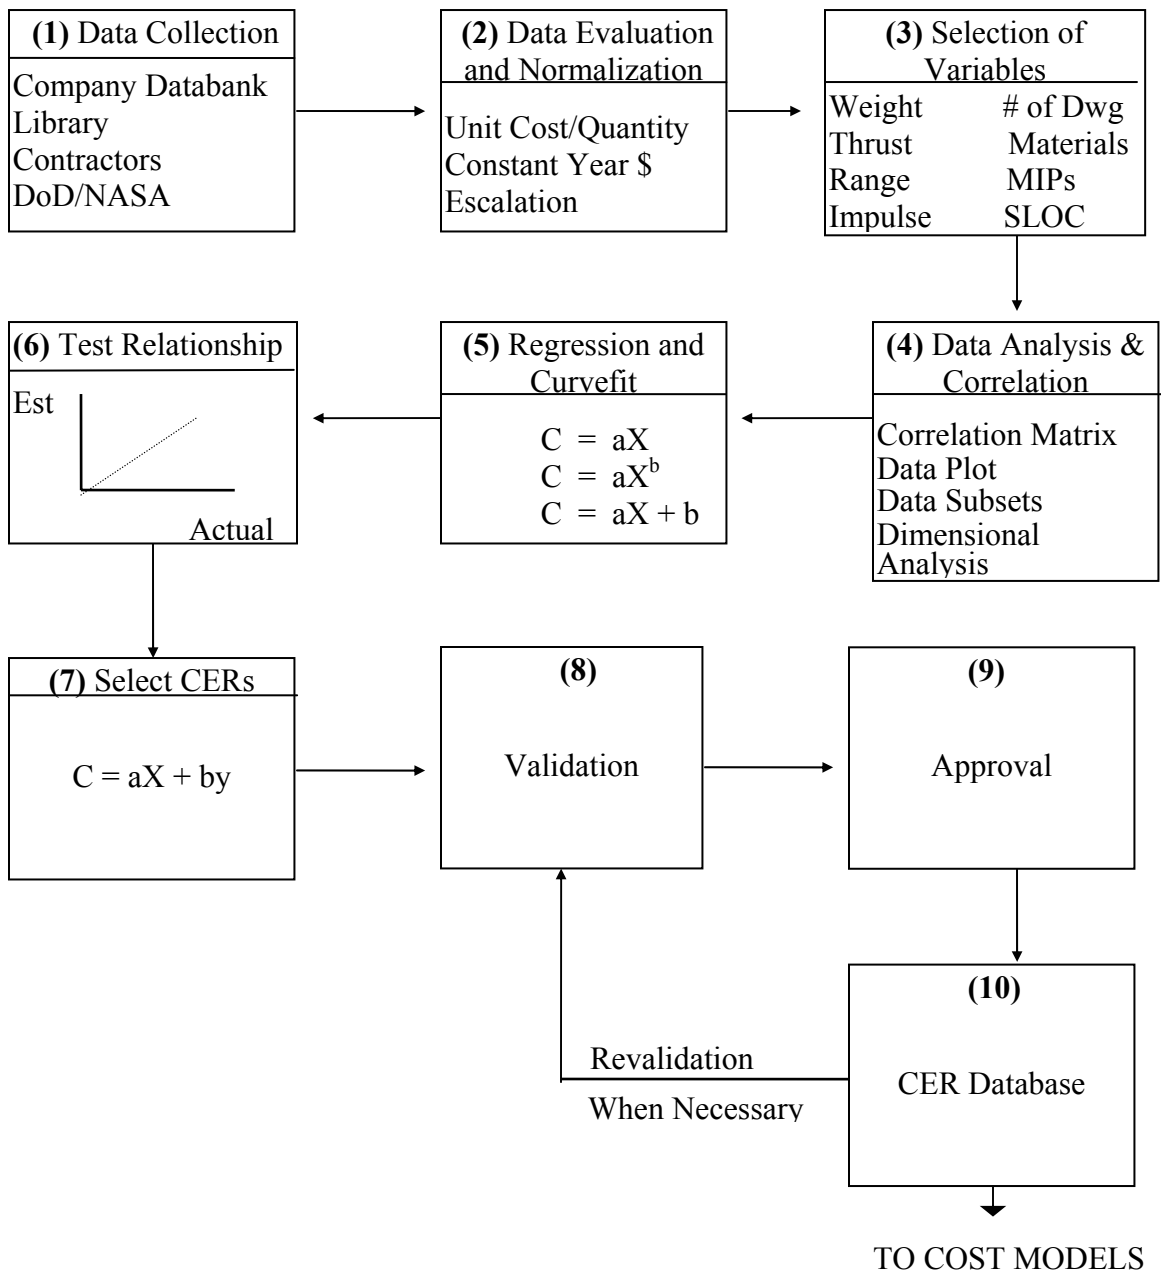 (1) Data Collection
Company Databank
Library
Contractors
DoD/NASA
(2) Data Evaluation
and Normalization
Unit Cost/Quantity
Constant Year $
Escalation
(3) Selection of
Variables
Weight # of Dwg
Thrust Materials
Range MIPs
Impulse SLOC
(4) Data Analysis &
Correlation
Correlation Matrix
Data Plot
Data Subsets
Dimensional
Analysis
(5) Regression and
Curvefit
C = aX
C = aX^b
C = aX + b
(6) Test Relationship
Est
Actual
(7) Select CERs
C = aX + by
(8)
Validation
(9)
Approval
(10)
CER Database
Revalidation
When Necessary
TO COST MODELS